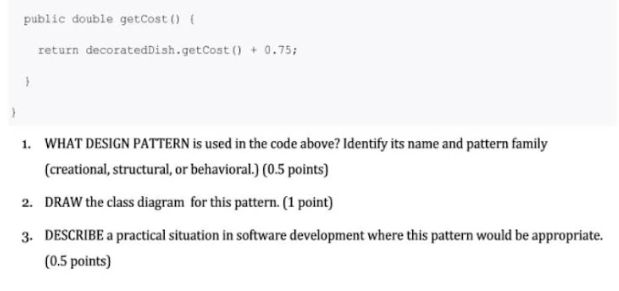 public double getCost() {
return decoratedDish.getCost() + 0.75;
}
}
1. WHAT DESIGN PATTERN is used in the code above? Identify its name and pattern family
(creational, structural, or behavioral.) (0.5 points)
2. DRAW the class diagram for this pattern. (1 point)
3. DESCRIBE a practical situation in software development where this pattern would be appropriate.
(0.5 points)